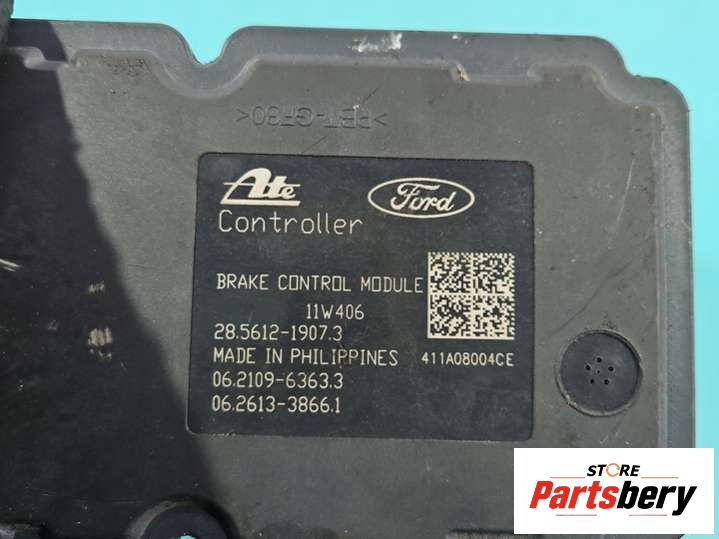 >PBT-GF30<
Ate
Ford
Controller
BRAKE CONTROL MODULE
11W406
28.5612-1907.3
MADE IN PHILIPPINES 411A08004CE
06.2109-6363.3
06.2613-3866.1
STORE
Partsbery